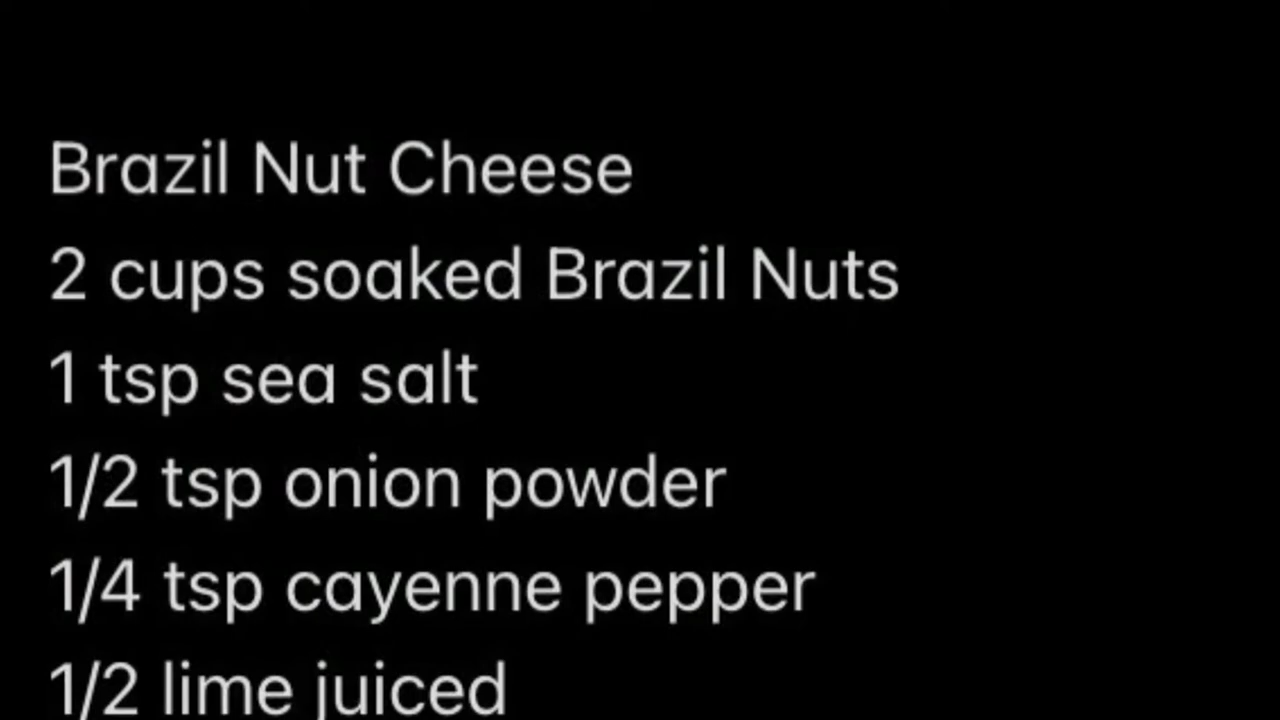 Brazil Nut Cheese
2 cups soaked Brazil Nuts
1 tsp sea salt
1/2 tsp onion powder
1/4 tsp cayenne pepper
1/2 lime juiced